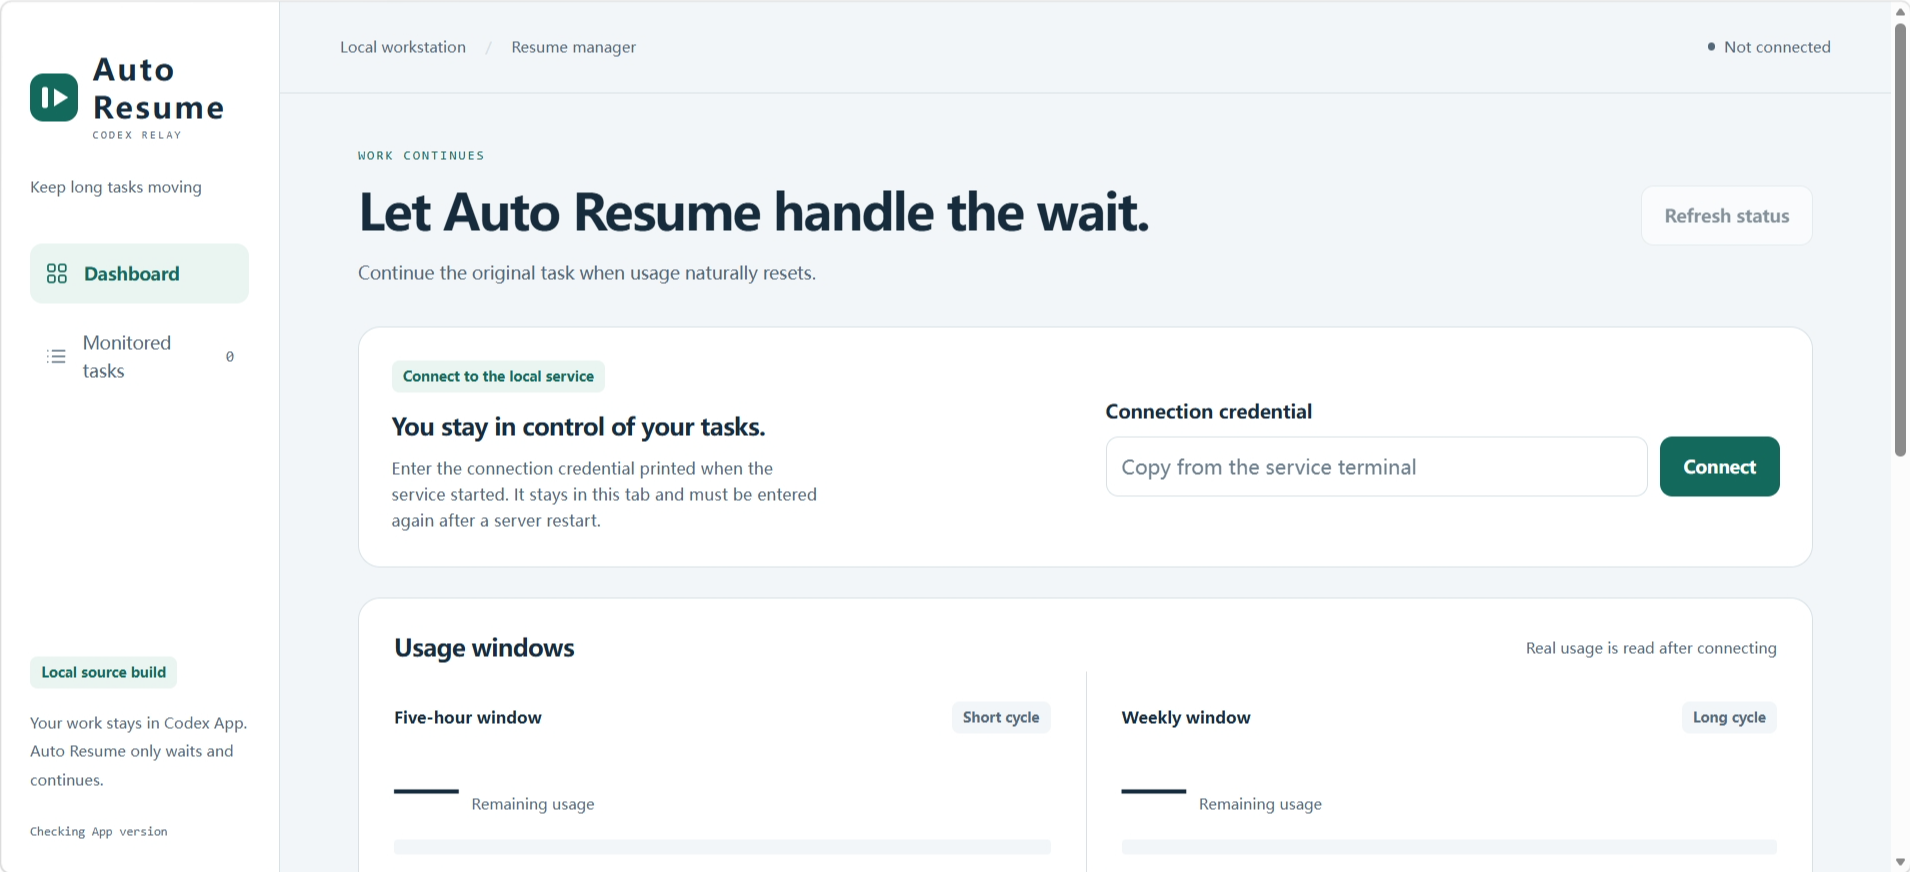 Auto
Resume
CODEX RELAY
Keep long tasks moving
Dashboard
Monitored
tasks
0
Local source build
Your work stays in Codex App.
Auto Resume only waits and
continues.
Checking App version
Local workstation / Resume manager
Not connected
WORK CONTINUES
Let Auto Resume handle the wait.
Refresh status
Continue the original task when usage naturally resets.
Connect to the local service
You stay in control of your tasks.
Enter the connection credential printed when the
service started. It stays in this tab and must be entered
again after a server restart.
Connection credential
Copy from the service terminal
Connect
Usage windows
Real usage is read after connecting
Five-hour window
Short cycle
— Remaining usage
Weekly window
Long cycle
— Remaining usage